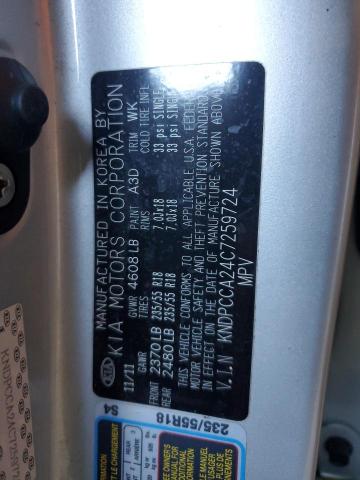 MANUFACTURED IN KOREA BY
KIA MOTORS CORPORATION
KIA
11/11 GVWR 4608LB PAINT A3D TRIM WK
GAWR TIRES RIMS COLD TIRE INFL
FRONT 2370LB 235/55 R18 7.0JX18 33 psi SINGLE
REAR 2480LB 235/55 R18 7.0JX18 33 psi SINGLE
THIS VEHICLE CONFORMS TO ALL APPLICABLE U.S.A. FEDERAL
MOTOR VEHICLE SAFETY AND THEFT PREVENTION STANDARDS
IN EFFECT ON THE DATE OF MANUFACTURE SHOWN ABOVE
V.I.N KNDPCCA24C7259724
MPV
S4
235/55R18